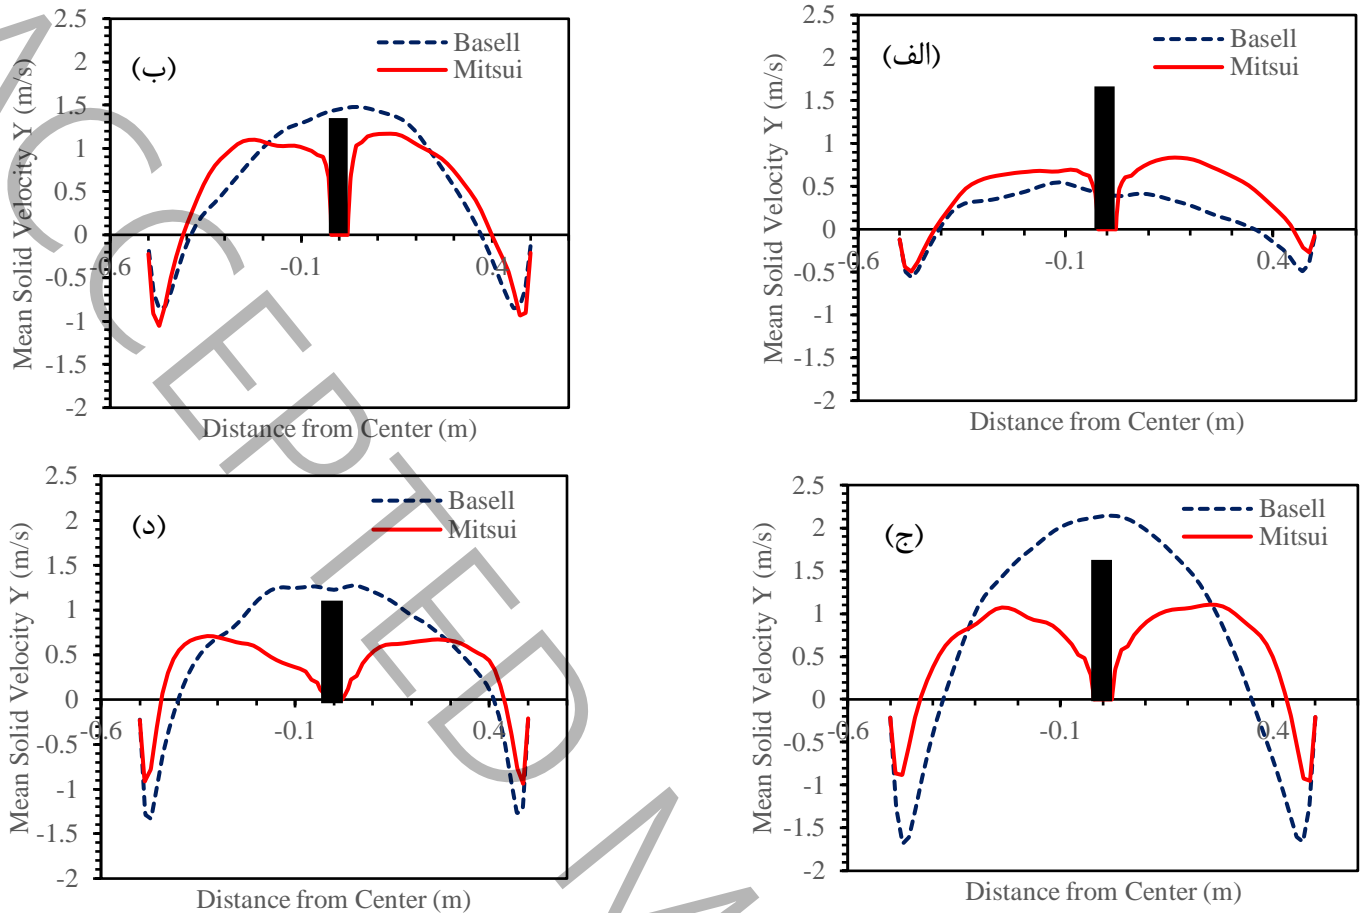 2.5
2
1.5
1
0.5
0
-0.5
-1
-1.5
-2
-0.6
-0.1
0.4
Mean Solid Velocity Y (m/s)
Distance from Center (m)
(ب)
Basell
Mitsui
2.5
2
1.5
1
0.5
0
-0.5
-1
-1.5
-2
-0.6
-0.1
0.4
Mean Solid Velocity Y (m/s)
Distance from Center (m)
(الف)
Basell
Mitsui
2.5
2
1.5
1
0.5
0
-0.5
-1
-1.5
-2
-0.6
-0.1
0.4
Mean Solid Velocity Y (m/s)
Distance from Center (m)
(د)
Basell
Mitsui
2.5
2
1.5
1
0.5
0
-0.5
-1
-1.5
-2
-0.6
-0.1
0.4
Mean Solid Velocity Y (m/s)
Distance from Center (m)
(ج)
Basell
Mitsui
ACCEPTED M